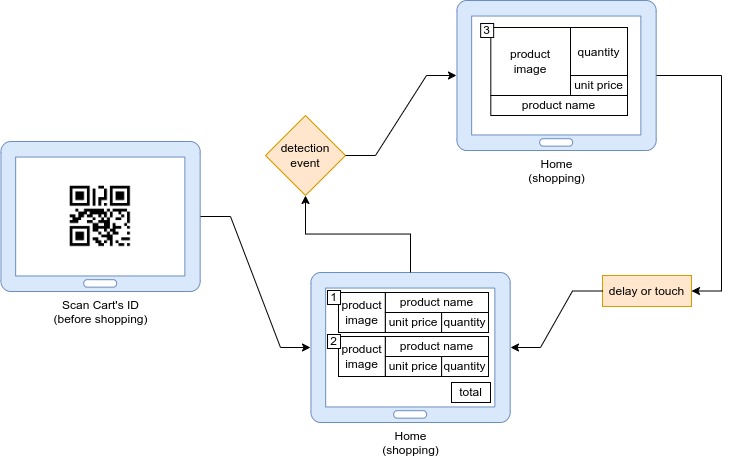 3
product
image
quantity
unit price
product name
Home
(shopping)
detection
event
Scan Cart's ID
(before shopping)
delay or touch
1
product
image
product name
unit price quantity
2
product
image
product name
unit price quantity
total
Home
(shopping)